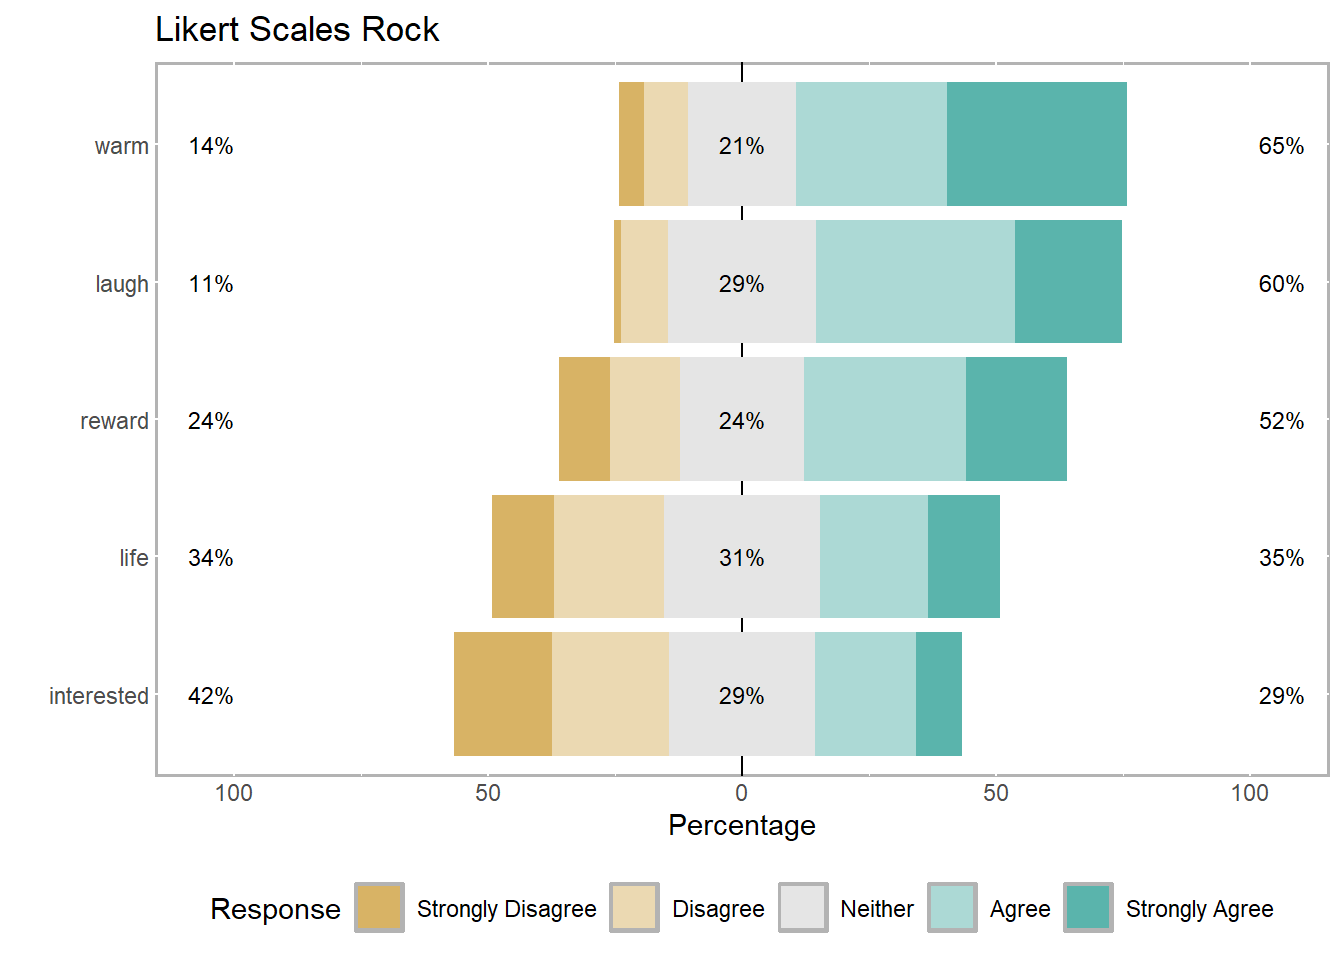 Likert Scales Rock
warm 14% 21% 65%
laugh 11% 29% 60%
reward 24% 24% 52%
life 34% 31% 35%
interested 42% 29% 29%
100 50 0 50 100
Percentage
Response Strongly Disagree Disagree Neither Agree Strongly Agree